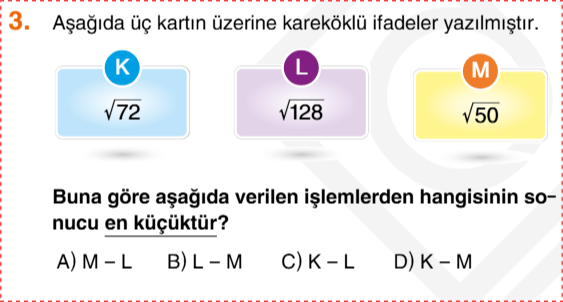 3. Aşağıda üç kartın üzerine kareköklü ifadeler yazılmıştır.
K L M
√72 √128 √50
Buna göre aşağıda verilen işlemlerden hangisinin so-
nucu en küçüktür?
A) M – L B) L – M C) K – L D) K – M